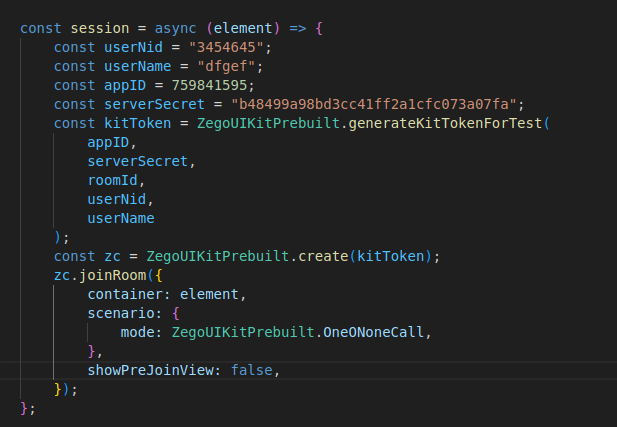 const session = async (element) => {
const userNid = "3454645";
const userName = "dfgef";
const appID = 759841595;
const serverSecret = "b48499a98bd3cc41ff2a1cfc073a07fa";
const kitToken = ZegoUIKitPrebuilt.generateKitTokenForTest(
appID,
serverSecret,
roomId,
userNid,
userName
);
const zc = ZegoUIKitPrebuilt.create(kitToken);
zc.joinRoom({
container: element,
scenario: {
mode: ZegoUIKitPrebuilt.OneONoneCall,
},
showPreJoinView: false,
});
};